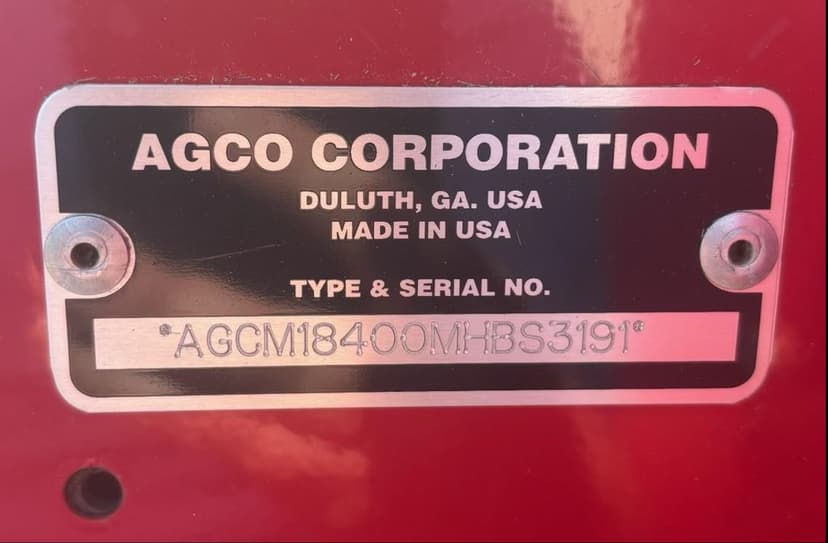 AGCO CORPORATION
DULUTH, GA. USA
MADE IN USA
TYPE & SERIAL NO.
*AGCM18400MHBS3191*